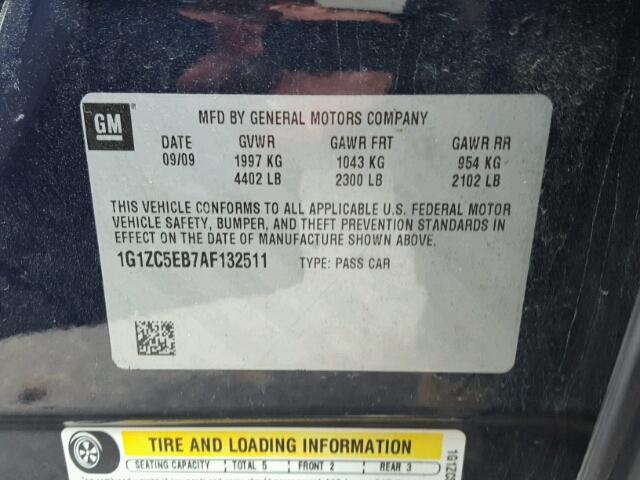 GM MFD BY GENERAL MOTORS COMPANY
DATE GVWR GAWR FRT GAWR RR
09/09 1997 KG 1043 KG 954 KG
4402 LB 2300 LB 2102 LB
THIS VEHICLE CONFORMS TO ALL APPLICABLE U.S. FEDERAL MOTOR
VEHICLE SAFETY, BUMPER, AND THEFT PREVENTION STANDARDS IN
EFFECT ON THE DATE OF MANUFACTURE SHOWN ABOVE.
1G1ZC5EB7AF132511 TYPE: PASS CAR
TIRE AND LOADING INFORMATION
SEATING CAPACITY TOTAL 5 FRONT 2 REAR 3
1G1ZC5